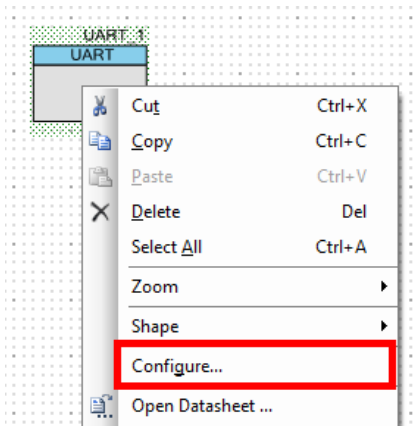 UART_1
UART
Cut Ctrl+X
Copy Ctrl+C
Paste Ctrl+V
Delete Del
Select All Ctrl+A
Zoom
Shape
Configure...
Open Datasheet ...